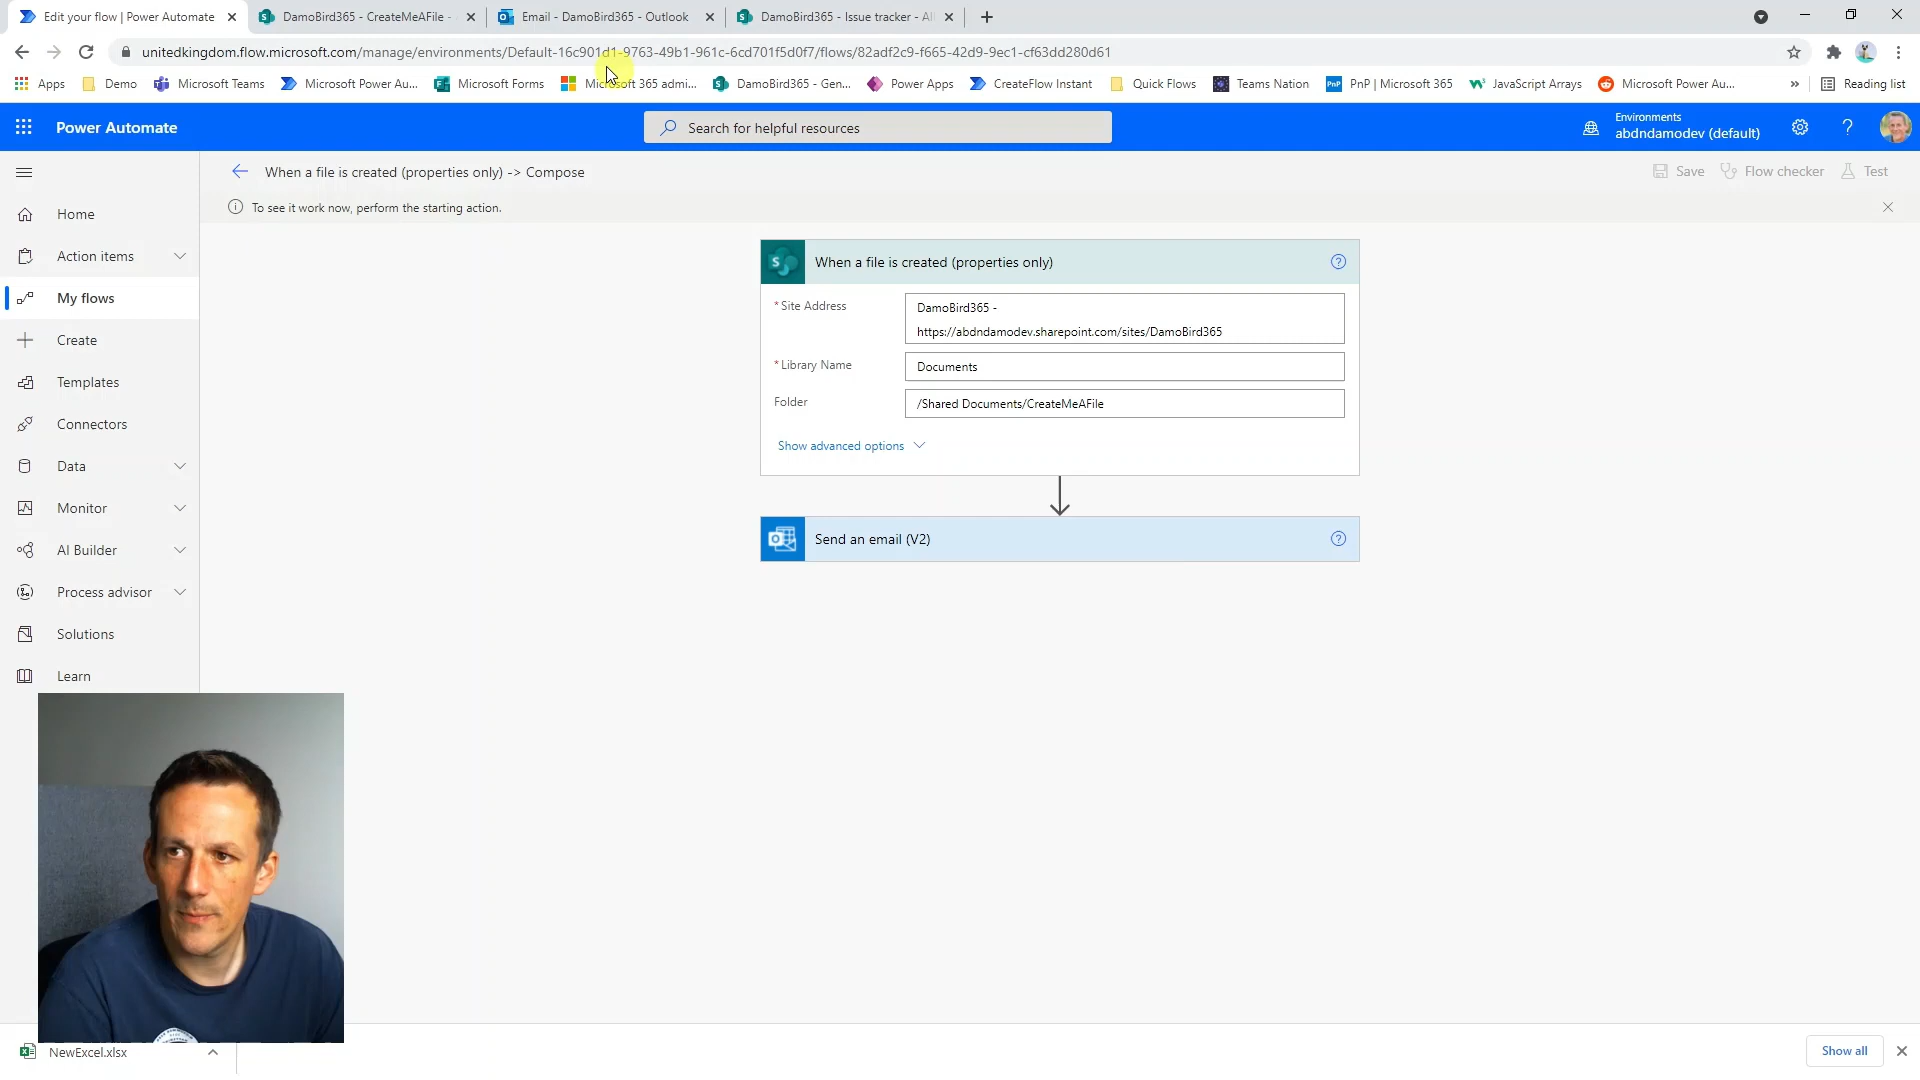 Edit your flow | Power Automate
DamoBird365 - CreateMeAFile -
Email - DamoBird365 - Outlook
DamoBird365 - Issue tracker - All
unitedkingdom.flow.microsoft.com/manage/environments/Default-16c901d1-9763-49b1-961c-6cd701f5d0f7/flows/82adf2c9-f665-42d9-9ec1-cf63dd280d61
Apps
Demo
Microsoft Teams
Microsoft Power Au...
Microsoft Forms
Microsoft 365 admi...
DamoBird365 - Gen...
Power Apps
CreateFlow Instant
Quick Flows
Teams Nation
PnP | Microsoft 365
JavaScript Arrays
Microsoft Power Au...
»
Reading list
Power Automate
Search for helpful resources
Environments
abdndamodev (default)
When a file is created (properties only) -> Compose
Save
Flow checker
Test
To see it work now, perform the starting action.
Home
Action items
My flows
Create
Templates
Connectors
Data
Monitor
AI Builder
Process advisor
Solutions
Learn
When a file is created (properties only)
* Site Address
DamoBird365 -
https://abdndamodev.sharepoint.com/sites/DamoBird365
* Library Name
Documents
Folder
/Shared Documents/CreateMeAFile
Show advanced options
Send an email (V2)
NewExcel.xlsx
Show all